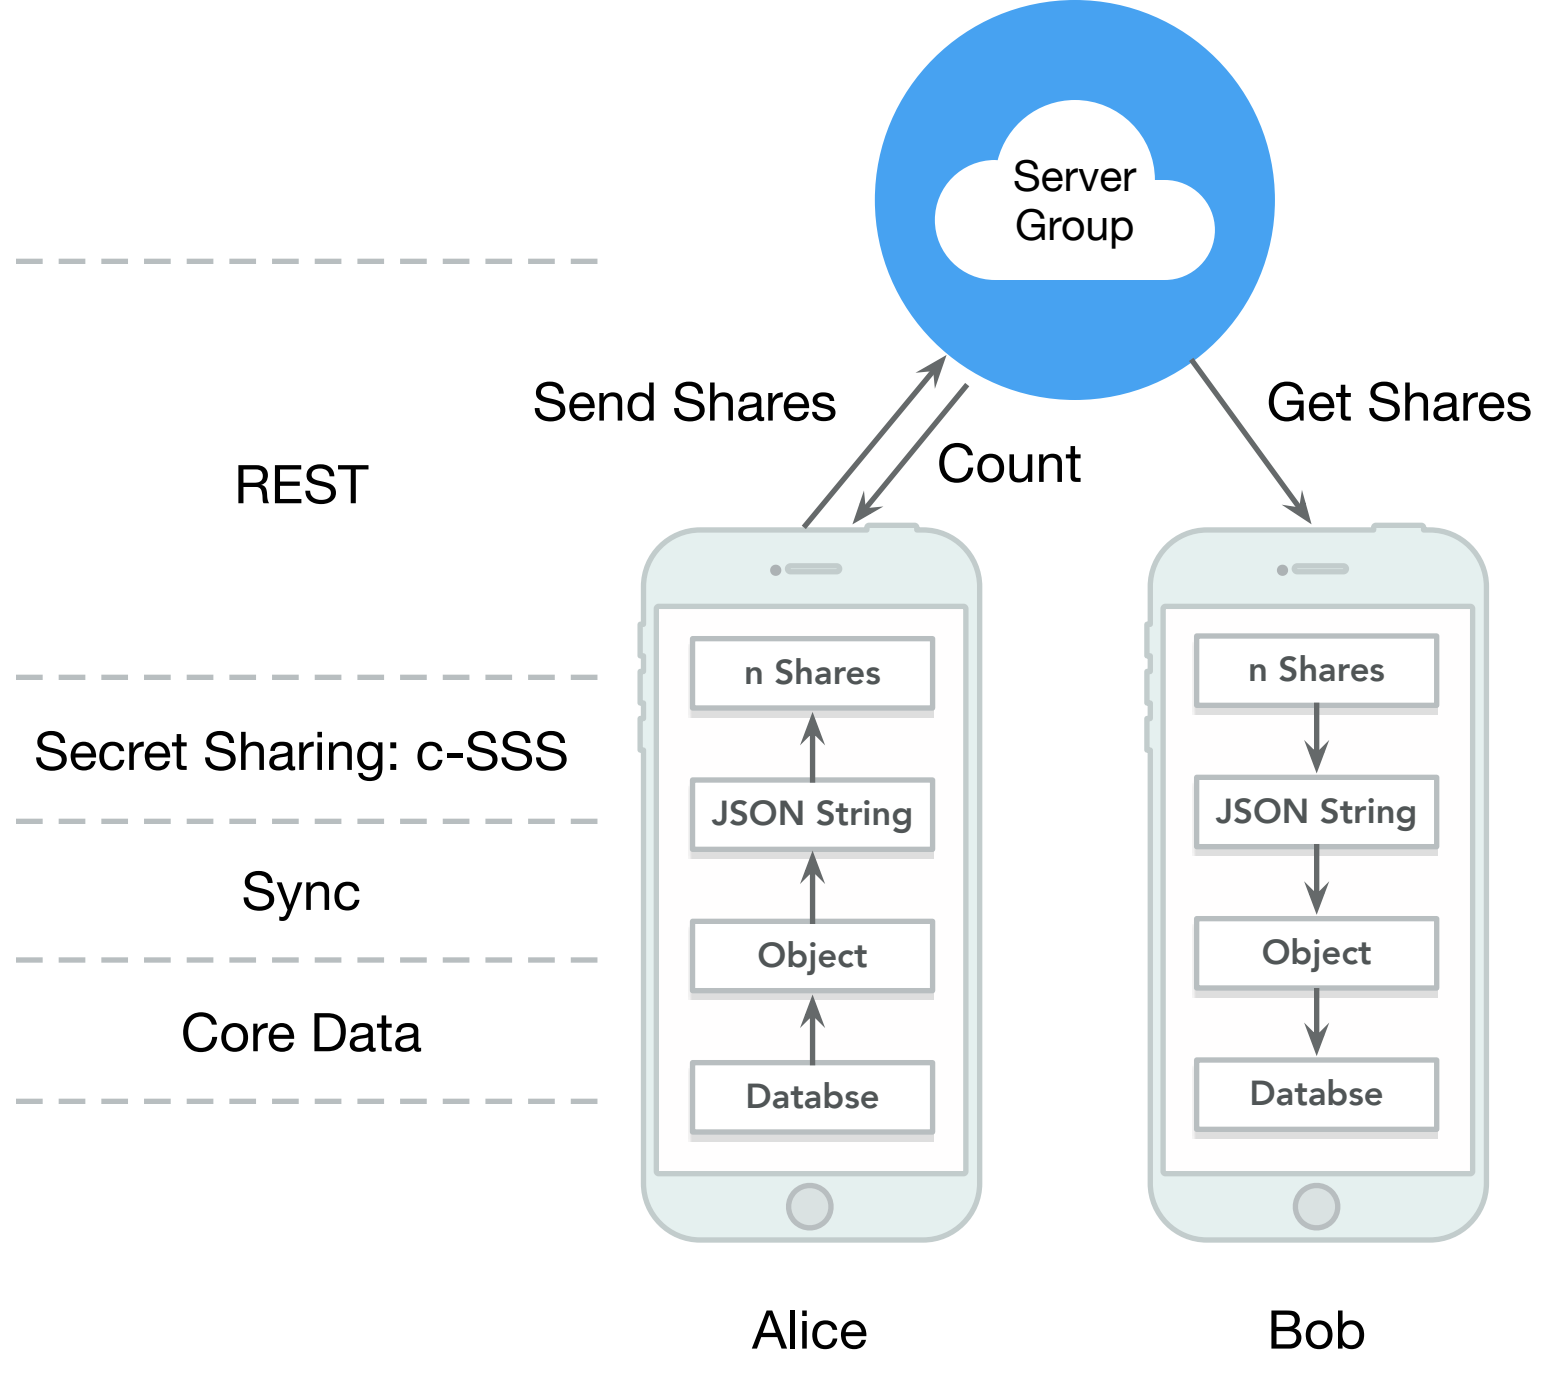 Server
Group
Send Shares
Get Shares
Count
REST
n Shares
n Shares
Secret Sharing: c-SSS
JSON String
JSON String
Sync
Object
Object
Core Data
Databse
Databse
Alice
Bob